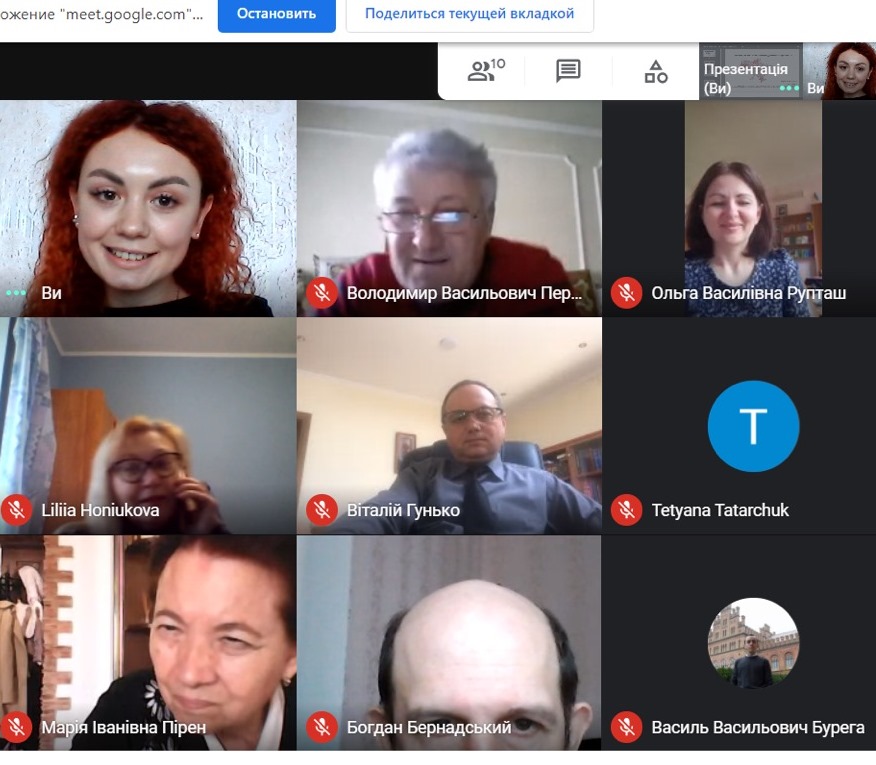 ожение "meet.google.com"...
Остановить
Поделиться текущей вкладкой
10
Презентація
(Ви)
Ви
Ви
Володимир Васильович Пер...
Ольга Василівна Рупташ
Liliia Honiukova
Віталій Гунько
T
Tetyana Tatarchuk
Марія Іванівна Пірен
Богдан Бернадський
Василь Васильович Бурега